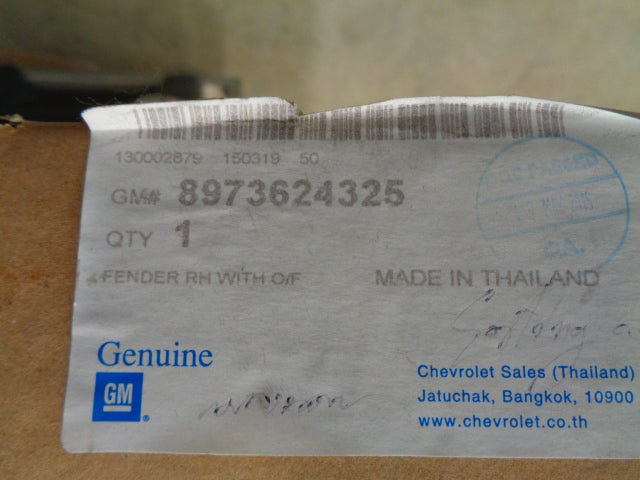 130002879 150319 50
GM# 8973624325
QTY 1
FENDER RH WITH O/F
MADE IN THAILAND
Genuine
GM
Chevrolet Sales (Thailand)
Jatuchak, Bangkok, 10900
www.chevrolet.co.th